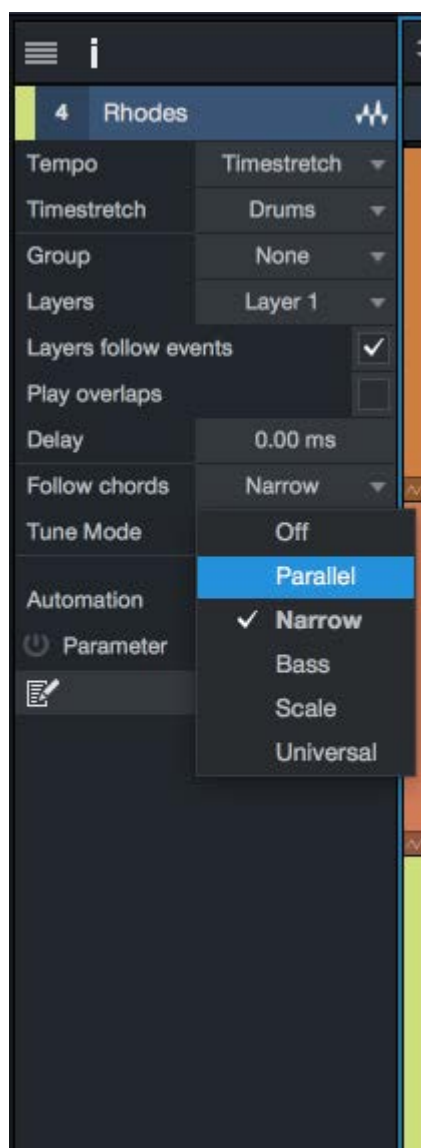 i
4 Rhodes
Tempo Timestretch
Timestretch Drums
Group None
Layers Layer 1
Layers follow events
Play overlaps
Delay 0.00 ms
Follow chords Narrow
Tune Mode
Off
Parallel
Automation
Narrow
Parameter
Bass
Scale
Universal